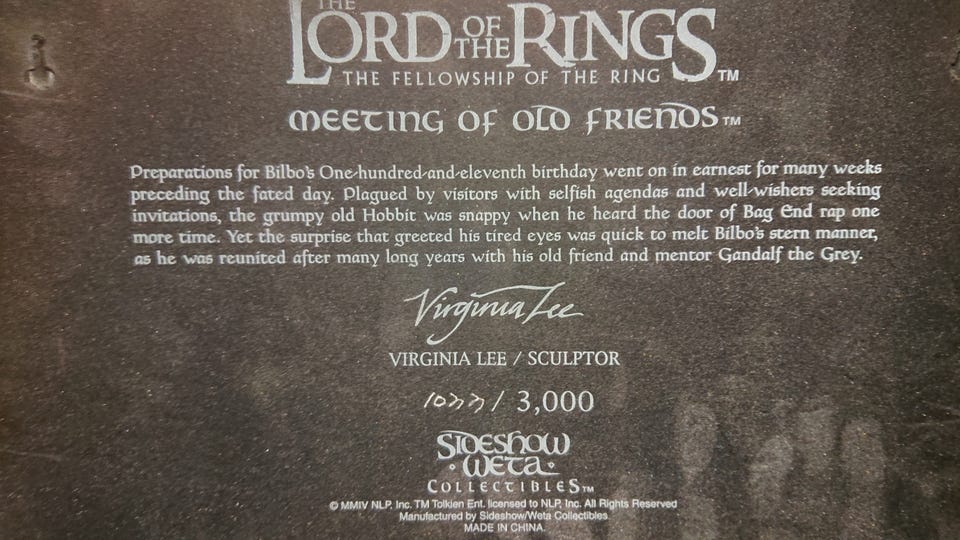 THE
LORD OF THE RINGS TM
THE FELLOWSHIP OF THE RING
MEETING OF OLD FRIENDS TM
Preparations for Bilbo's One-hundred-and-eleventh birthday went on in earnest for many weeks
preceding the fated day. Plagued by visitors with selfish agendas and well-wishers seeking
invitations, the grumpy old Hobbit was snappy when he heard the door of Bag End rap one
more time. Yet the surprise that greeted his tired eyes was quick to melt Bilbo's stern manner,
as he was reunited after many long years with his old friend and mentor Gandalf the Grey.
Virginia Lee
VIRGINIA LEE / SCULPTOR
/ 3,000
SIDESHOW
WETA
COLLECTIBLES TM
© MMIV NLP, Inc. TM Tolkien Ent. licensed to NLP, Inc. All Rights Reserved
Manufactured by Sideshow/Weta Collectibles.
MADE IN CHINA.